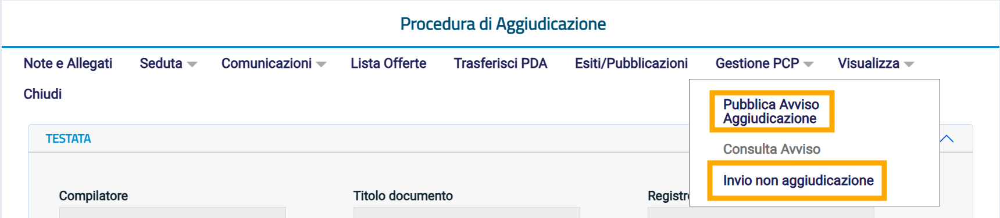 Procedura di Aggiudicazione
Note e Allegati Seduta Comunicazioni Lista Offerte Trasferisci PDA Esiti/Pubblicazioni Gestione PCP Visualizza
Chiudi
Pubblica Avviso
Aggiudicazione
Consulta Avviso
Invio non aggiudicazione
TESTATA
Compilatore Titolo documento Registr